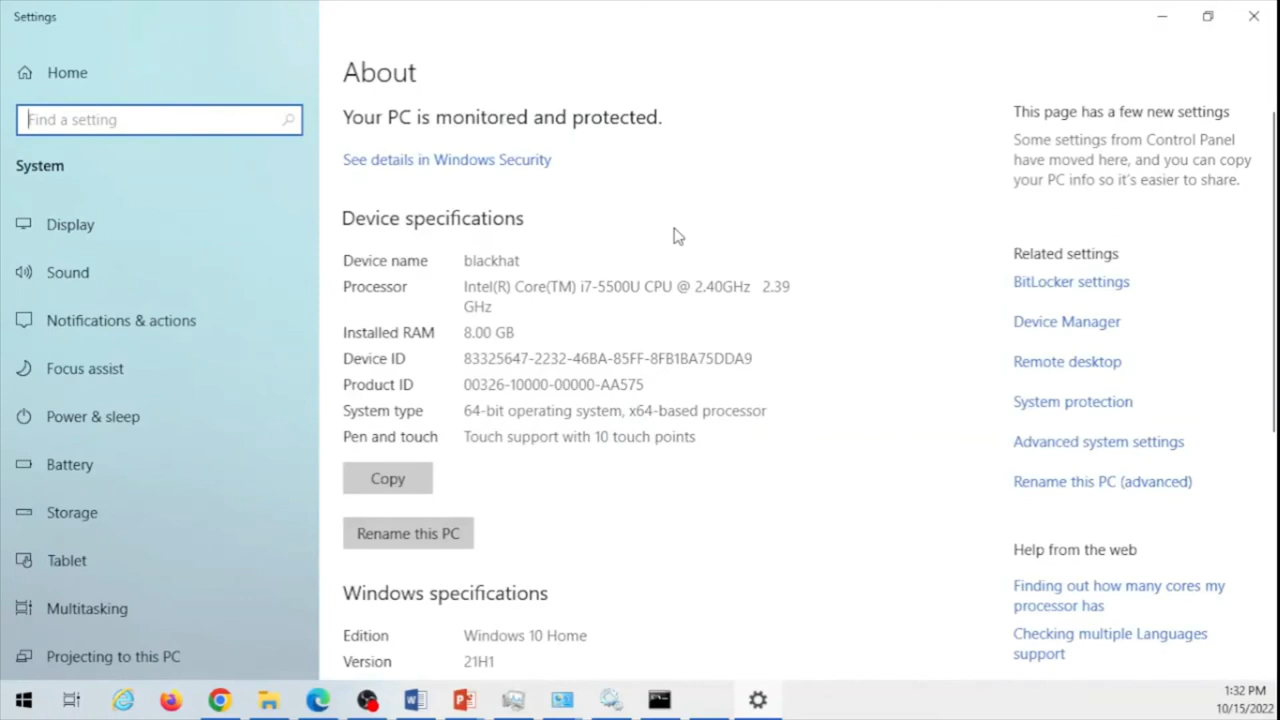 Settings
Home
Find a setting
System
Display
Sound
Notifications & actions
Focus assist
Power & sleep
Battery
Storage
Tablet
Multitasking
Projecting to this PC
About
Your PC is monitored and protected.
See details in Windows Security
Device specifications
Device name blackhat
Processor Intel(R) Core(TM) i7-5500U CPU @ 2.40GHz 2.39
GHz
Installed RAM 8.00 GB
Device ID 83325647-2232-46BA-85FF-8FB1BA75DDA9
Product ID 00326-10000-00000-AA575
System type 64-bit operating system, x64-based processor
Pen and touch Touch support with 10 touch points
Copy
Rename this PC
Windows specifications
Edition Windows 10 Home
Version 21H1
This page has a few new settings
Some settings from Control Panel
have moved here, and you can copy
your PC info so it's easier to share.
Related settings
BitLocker settings
Device Manager
Remote desktop
System protection
Advanced system settings
Rename this PC (advanced)
Help from the web
Finding out how many cores my
processor has
Checking multiple Languages
support
1:32 PM
10/15/2022